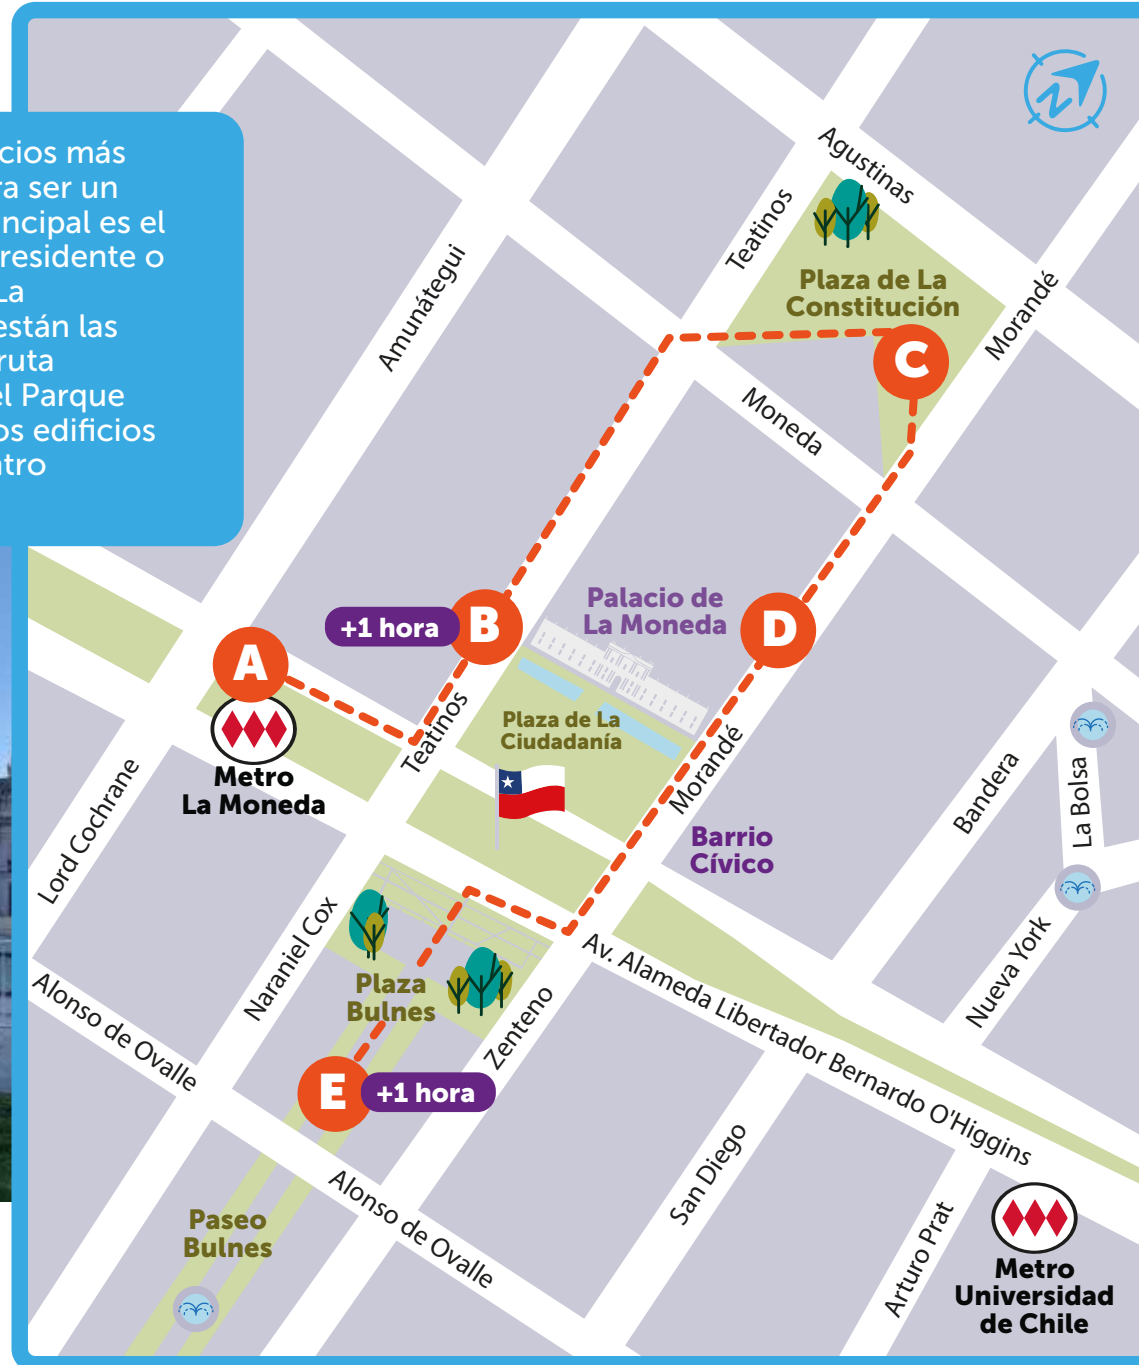 cios más
ra ser un
ncipal es el
residente o
La
están las
ruta
el Parque
os edificios
ntro
N
Agustinas
Teatinos
Plaza de La
Constitución
Morandé
Amunátegui
C
Moneda
Palacio de
La Moneda
+1 hora
B
D
A
Metro
La Moneda
Teatinos
Plaza de La
Ciudadanía
Morandé
Barrio
Cívico
Bandera
La Bolsa
Lord Cochrane
Naraniel Cox
Plaza
Bulnes
Zenteno
Av. Alameda Libertador Bernardo O'Higgins
Nueva York
Alonso de Ovalle
E
+1 hora
San Diego
Alonso de Ovalle
Paseo
Bulnes
Arturo Prat
Metro
Universidad
de Chile